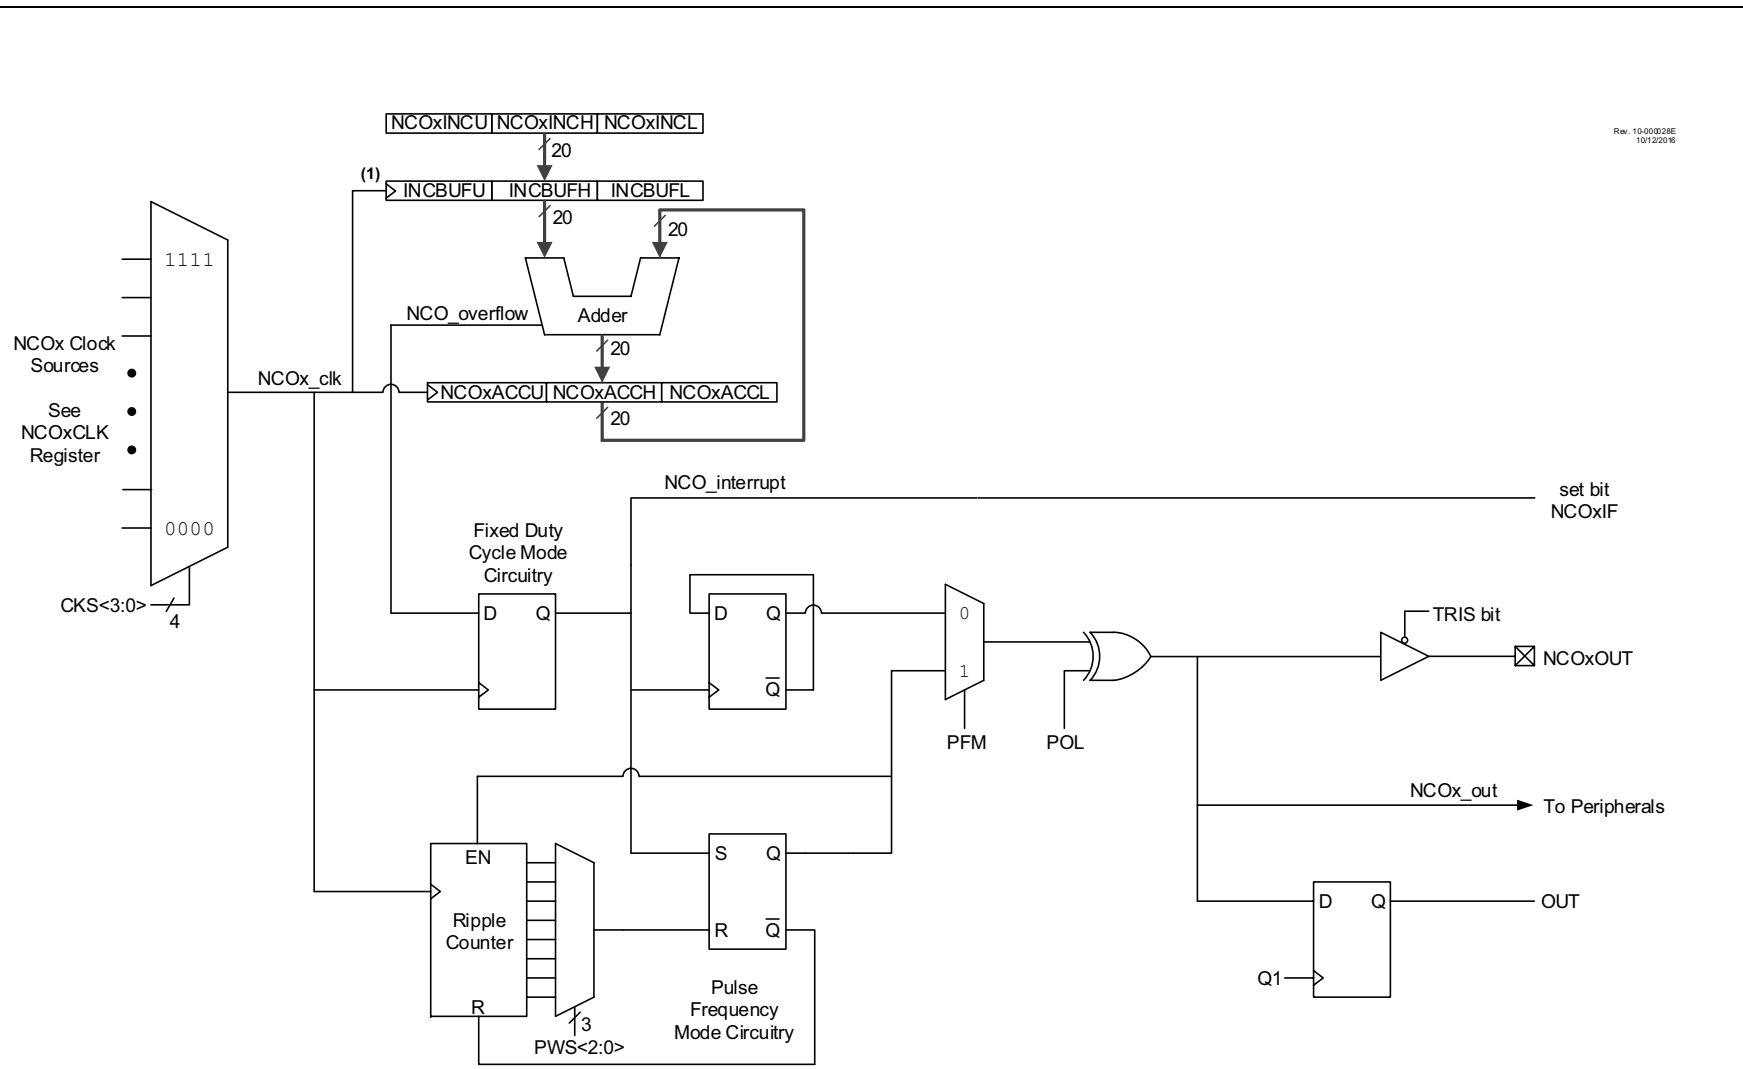 Rev. 10-000028E
10/12/2016
NCOxINCU NCOxINCH NCOxINCL
20
(1)
INCBUFU INCBUFH INCBUFL
20
20
1111
NCO_overflow
Adder
NCOx Clock
Sources
20
NCOx_clk
NCOxACCU NCOxACCH NCOxACCL
See
NCOxCLK
Register
20
NCO_interrupt
set bit
NCOxIF
0000
Fixed Duty
Cycle Mode
Circuitry
CKS<3:0>
4
D Q
D Q
Q
0
1
TRIS bit
NCOxOUT
PFM
POL
NCOx_out
To Peripherals
EN
S Q
Ripple
Counter
R Q
D Q
OUT
Q1
R
3
PWS<2:0>
Pulse
Frequency
Mode Circuitry